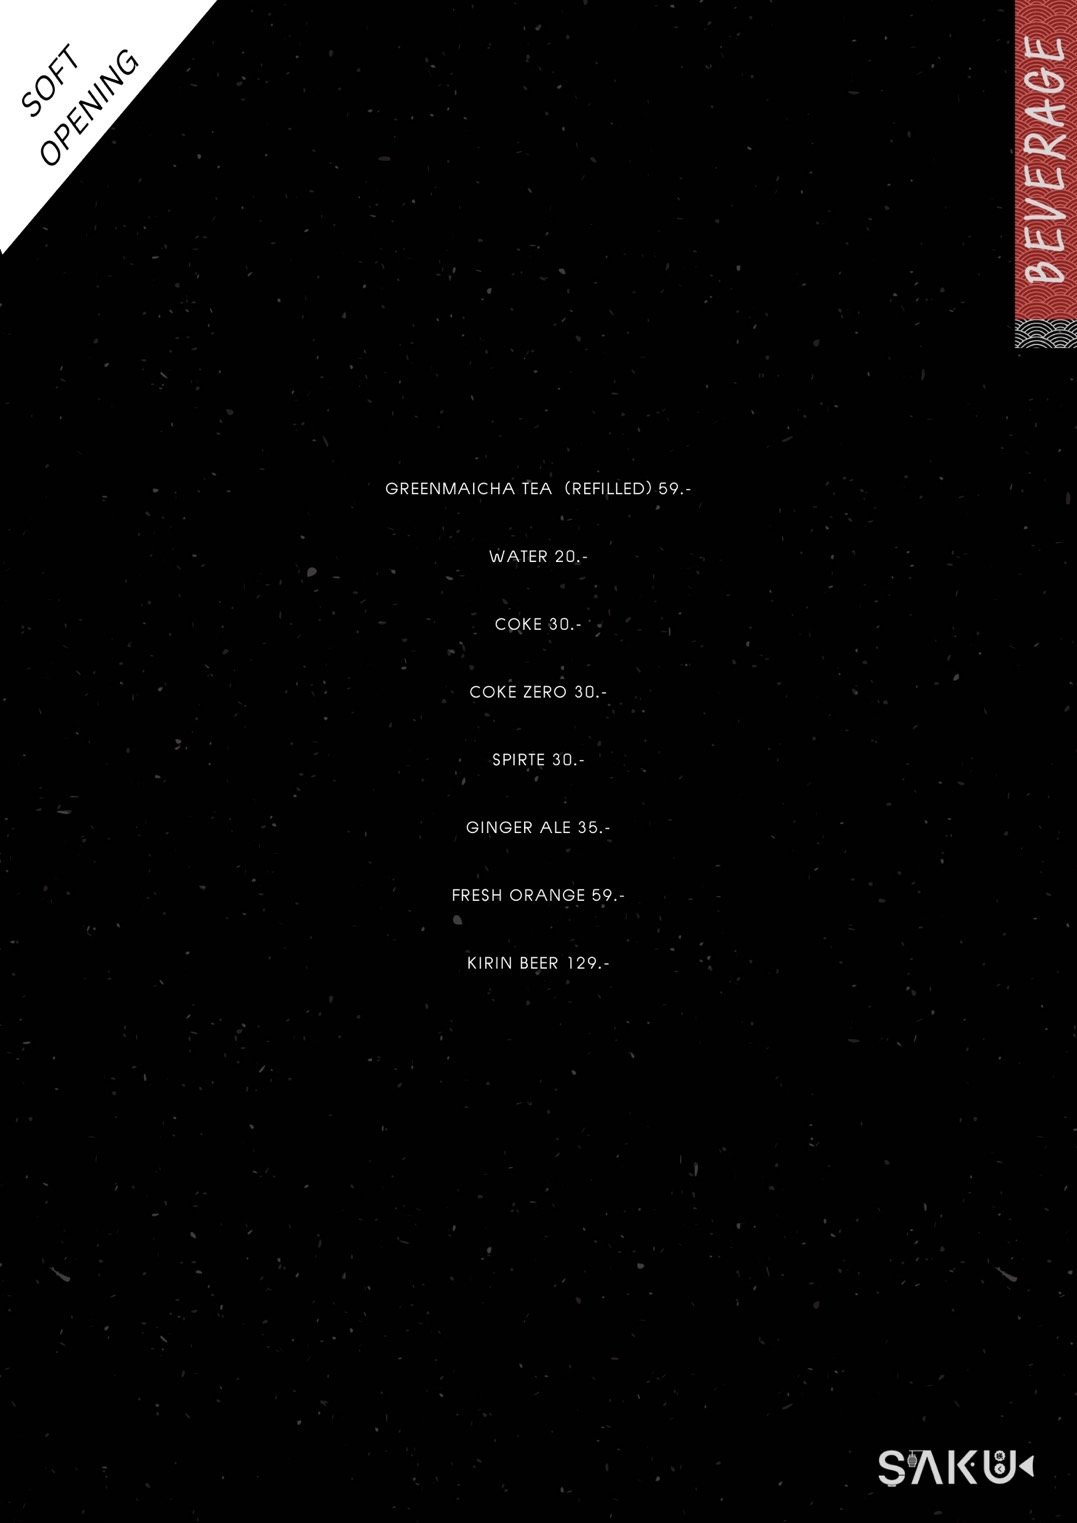 SOFT
OPENING
BEVERAGE
GREENMAICHA TEA (REFILLED) 59.-
WATER 20.-
COKE 30.-
COKE ZERO 30.-
SPIRTE 30.-
GINGER ALE 35.-
FRESH ORANGE 59.-
KIRIN BEER 129.-
SAKU